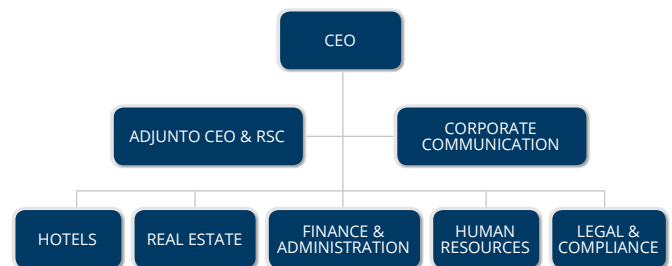 CEO
ADJUNTO CEO & RSC
CORPORATE
COMMUNICATION
HOTELS
REAL ESTATE
FINANCE &
ADMINISTRATION
HUMAN
RESOURCES
LEGAL &
COMPLIANCE